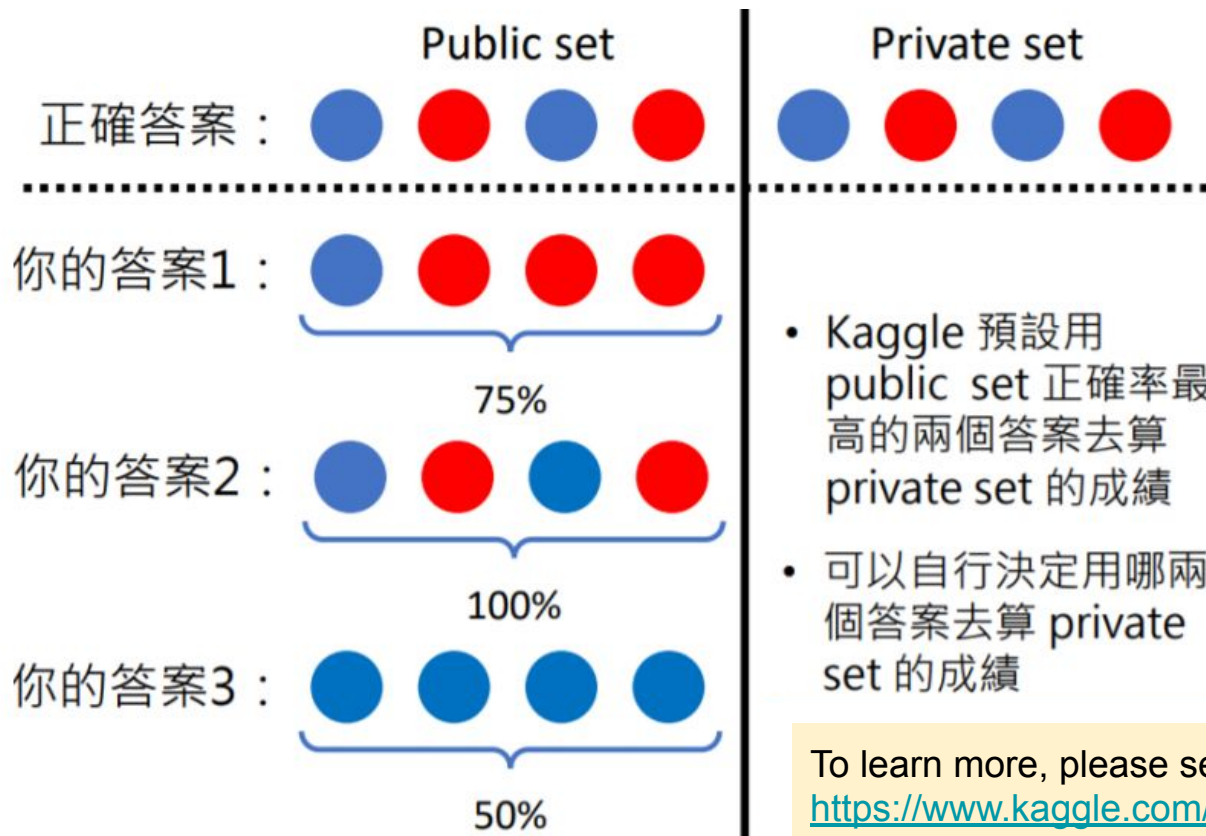 Public set
Private set
正確答案：
你的答案1：
75%
你的答案2：
100%
你的答案3：
50%
• Kaggle 預設用
public set 正確率最
高的兩個答案去算
private set 的成績
• 可以自行決定用哪兩
個答案去算 private
set 的成績
To learn more, please se
https://www.kaggle.com/